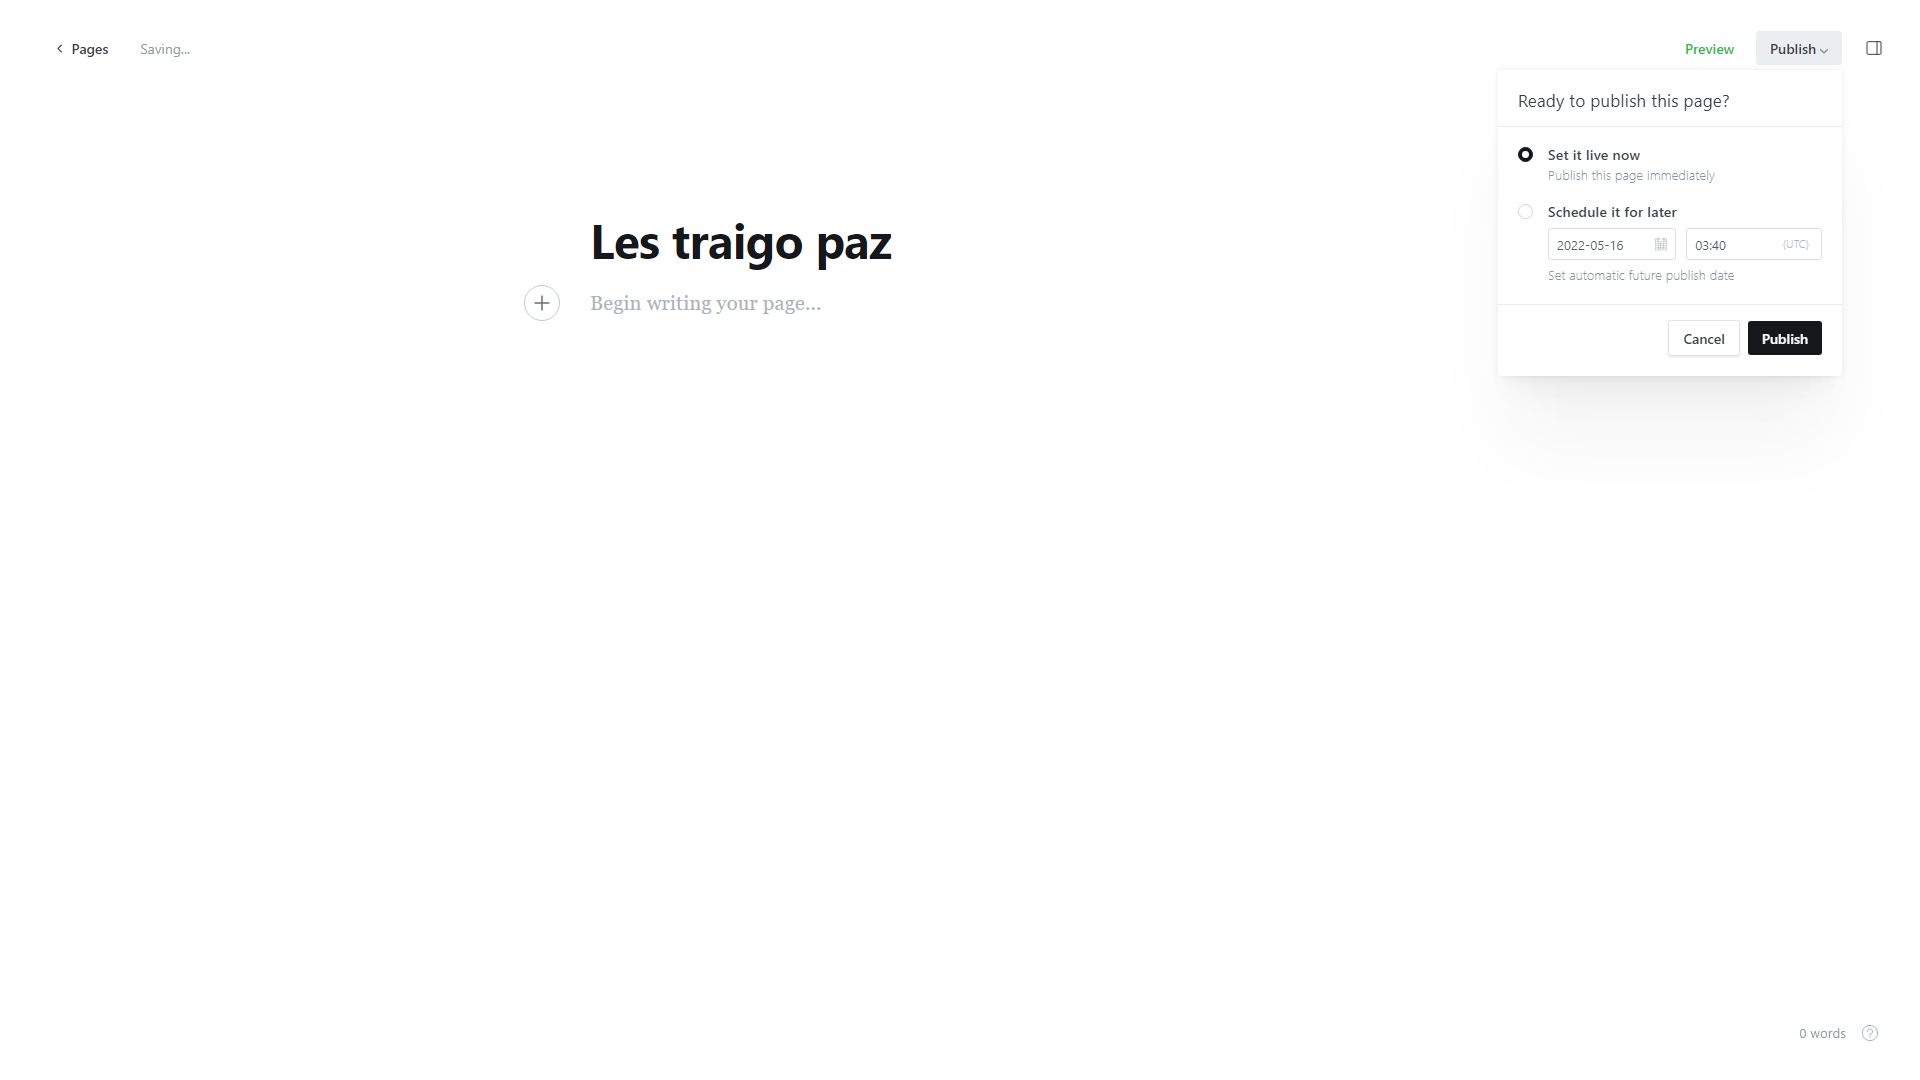 Pages
Saving...
Preview
Publish
Ready to publish this page?
Set it live now
Publish this page immediately
Schedule it for later
2022-05-16
03:40
(UTC)
Set automatic future publish date
Cancel
Publish
Les traigo paz
Begin writing your page...
0 words
?